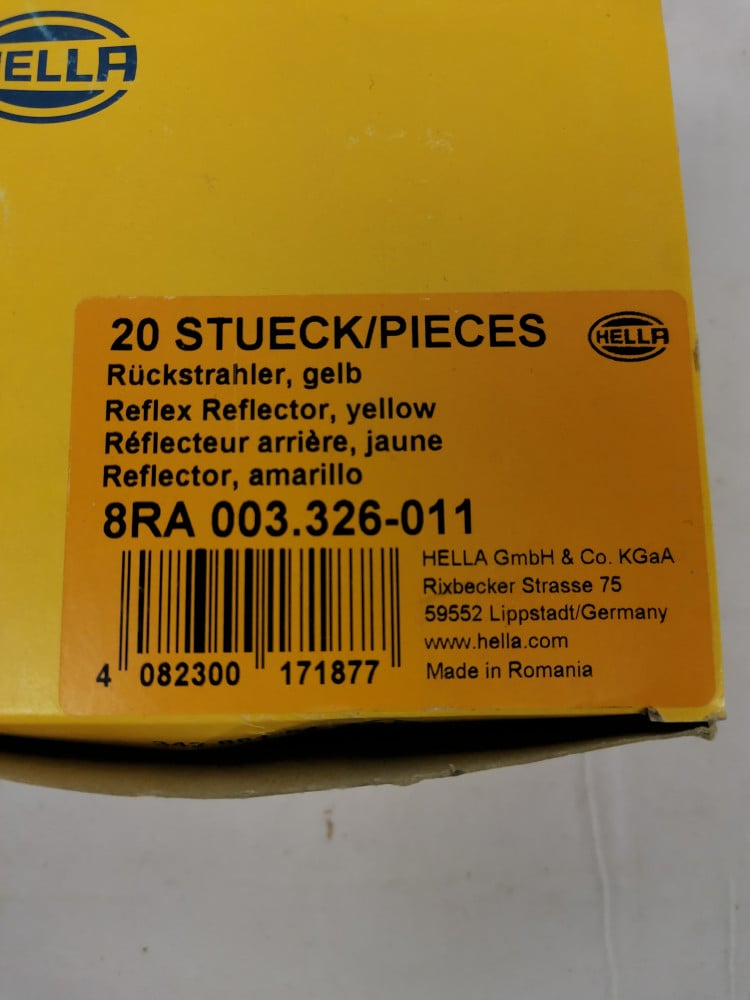 HELLA
20 STUECK/PIECES
HELLA
Rückstrahler, gelb
Reflex Reflector, yellow
Réflecteur arrière, jaune
Reflector, amarillo
8RA 003.326-011
HELLA GmbH & Co. KGaA
Rixbecker Strasse 75
59552 Lippstadt/Germany
www.hella.com
Made in Romania
4 082300 171877